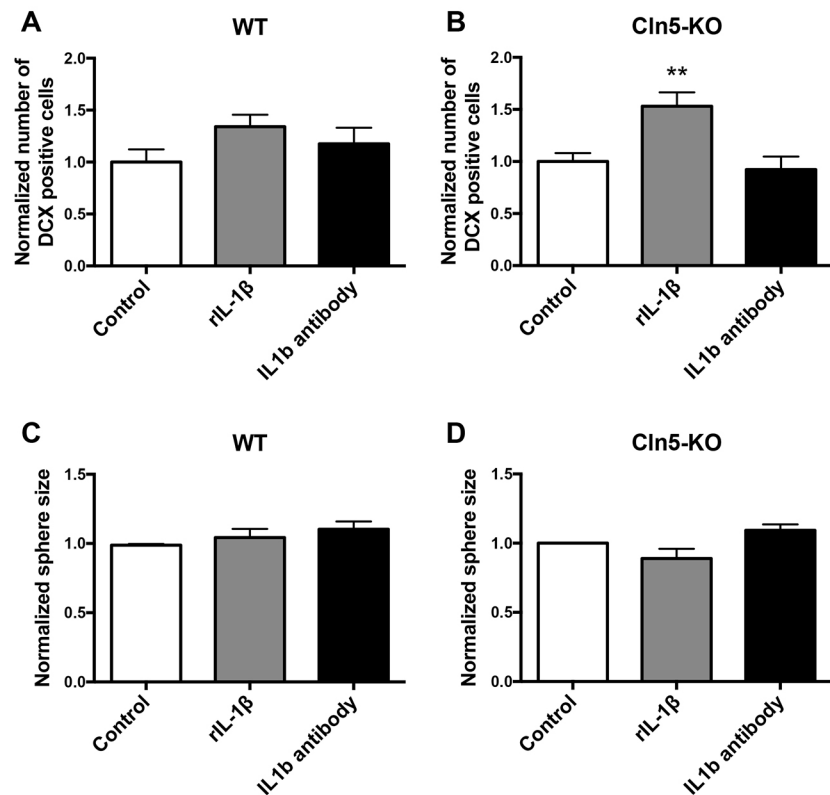 A
WT
Normalized number of
DCX positive cells
2.0
1.5
1.0
0.5
0.0
Control
rIL-1β
IL1b antibody
B
Cln5-KO
Normalized number of
DCX positive cells
2.0
1.5
1.0
0.5
0.0
**
Control
rIL-1β
IL1b antibody
C
WT
Normalized sphere size
1.5
1.0
0.5
0.0
Control
rIL-1β
IL1b antibody
D
Cln5-KO
Normalized sphere size
1.5
1.0
0.5
0.0
Control
rIL-1β
IL1b antibody